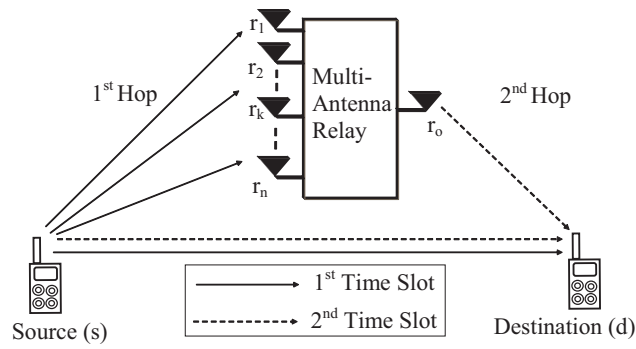 r1
r2
rk
rn
1st Hop
Multi-
Antenna
Relay
ro
2nd Hop
1st Time Slot
2nd Time Slot
Source (s)
Destination (d)